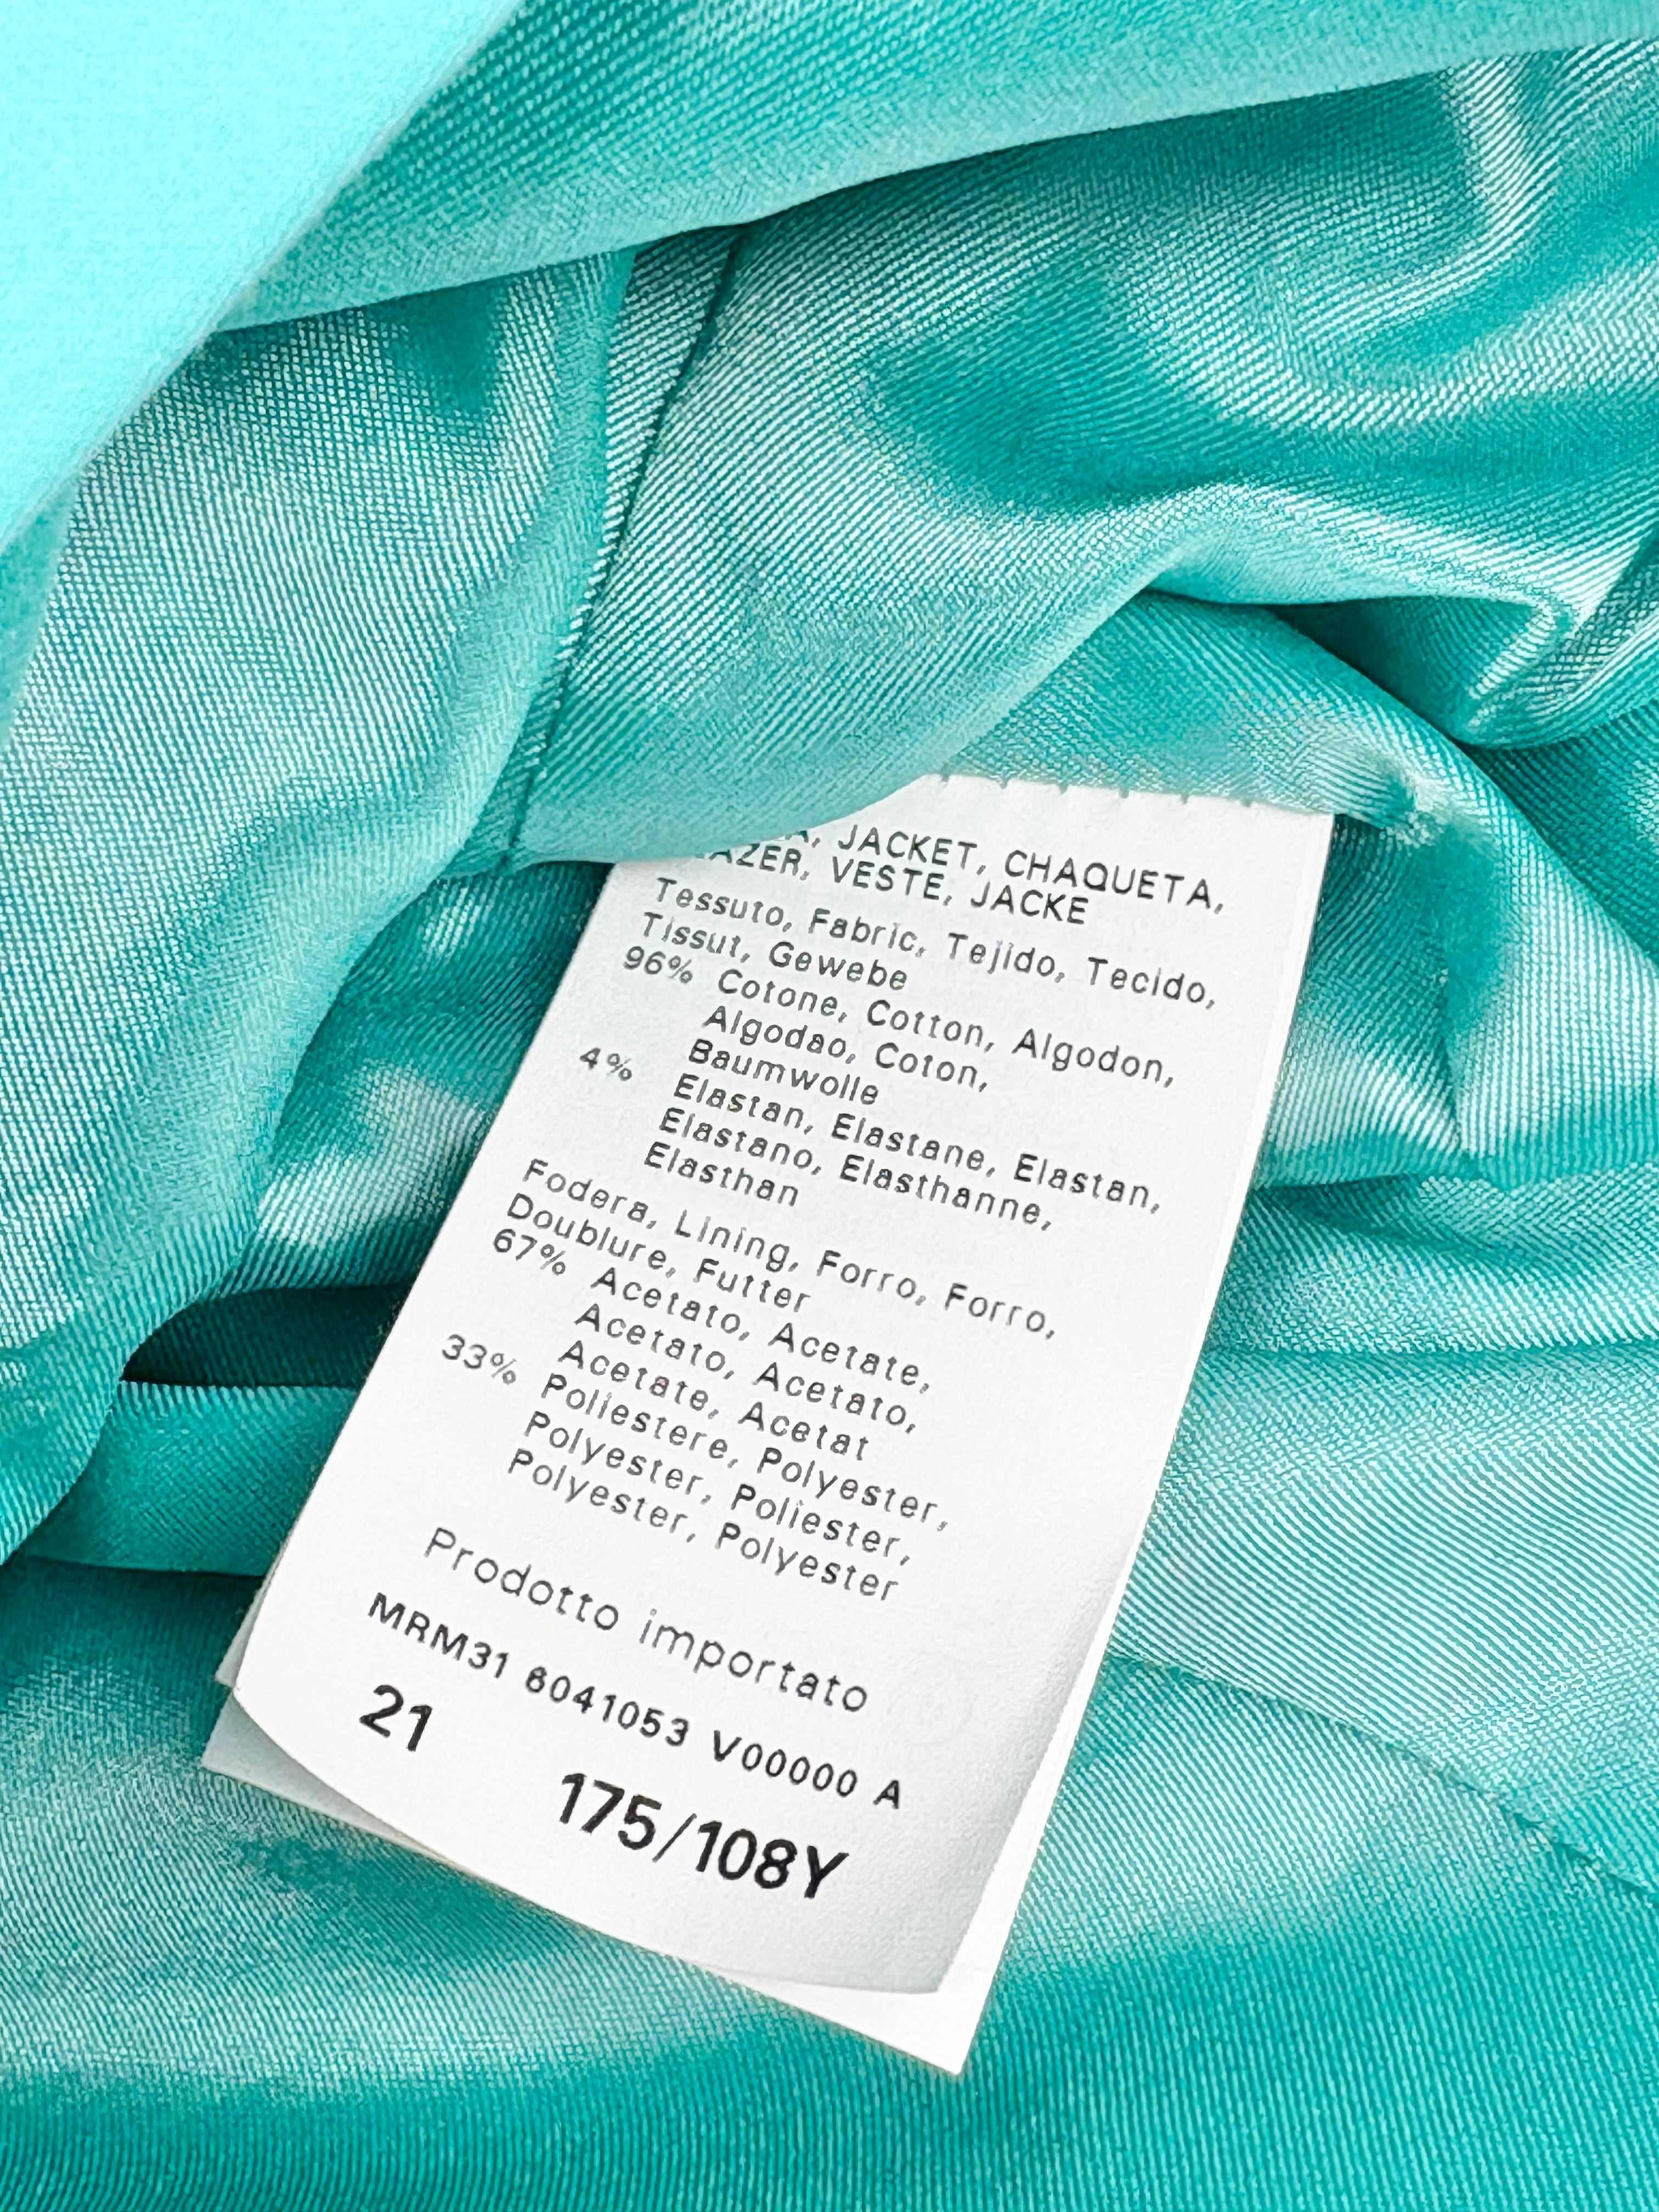 JACKET, CHAQUETA,
VESTE, JACKE
Tessuto, Fabric, Tejido, Tecido,
Tissut, Gewebe
96% Cotone, Cotton, Algodon,
Algodao, Coton,
Baumwolle
4% Elastan, Elastane, Elastan,
Elastano, Elasthanne,
Elasthan
Fodera, Lining, Forro, Forro,
Doublure, Futter
67% Acetato, Acetate,
Acetato, Acetato,
Acetate, Acetat
33% Poliestere, Polyester,
Polyester, Poliester,
Polyester, Polyester
Prodotto importato
MRM31 6041053 V00000 A
21 175/108Y